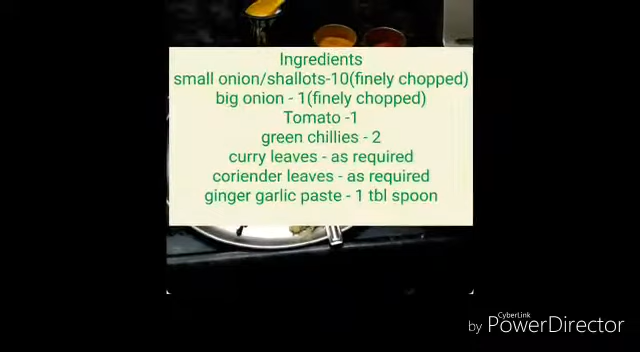 Ingredients
small onion/shallots-10(finely chopped)
big onion - 1(finely chopped)
Tomato -1
green chillies - 2
curry leaves - as required
coriender leaves - as required
ginger garlic paste - 1 tbl spoon
CyberLink
by PowerDirector